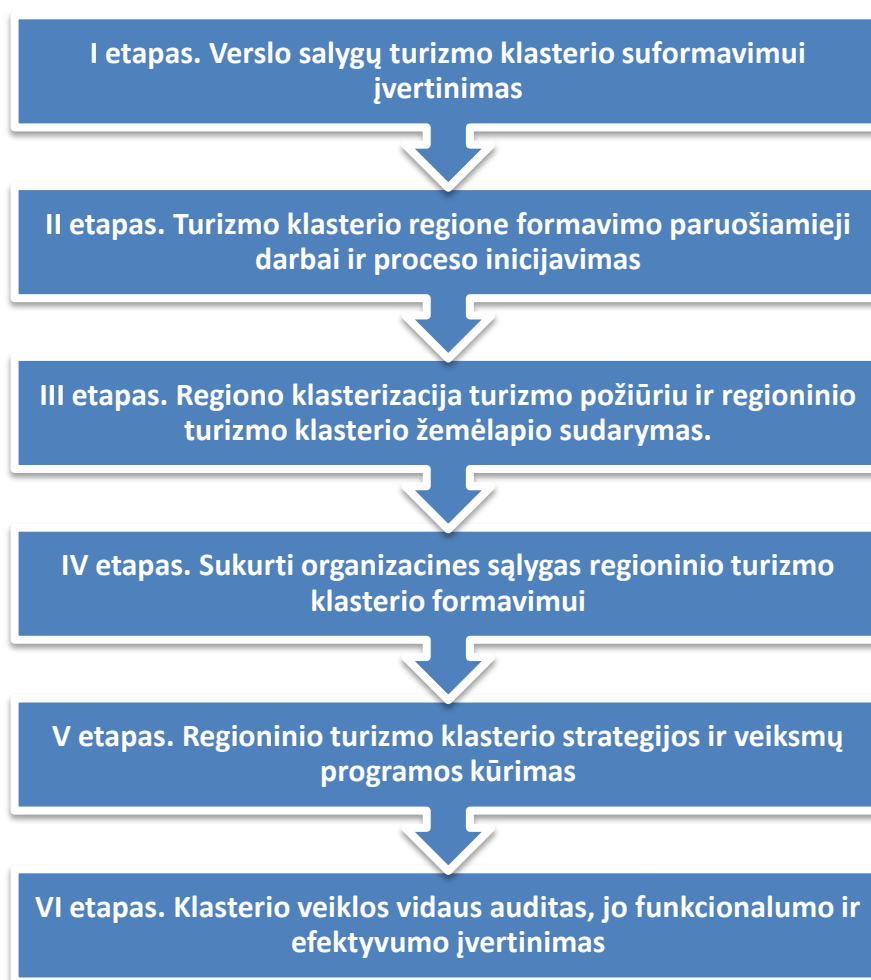 I etapas. Verslo salygų turizmo klasterio suformavimui
įvertinimas
II etapas. Turizmo klasterio regione formavimo paruošiamieji
darbai ir proceso inicijavimas
III etapas. Regiono klasterizacija turizmo požiūriu ir regioninio
turizmo klasterio žemėlapio sudarymas.
IV etapas. Sukurti organizacines sąlygas regioninio turizmo
klasterio formavimui
V etapas. Regioninio turizmo klasterio strategijos ir veiksmų
programos kūrimas
VI etapas. Klasterio veiklos vidaus auditas, jo funkcionalumo ir
efektyvumo įvertinimas